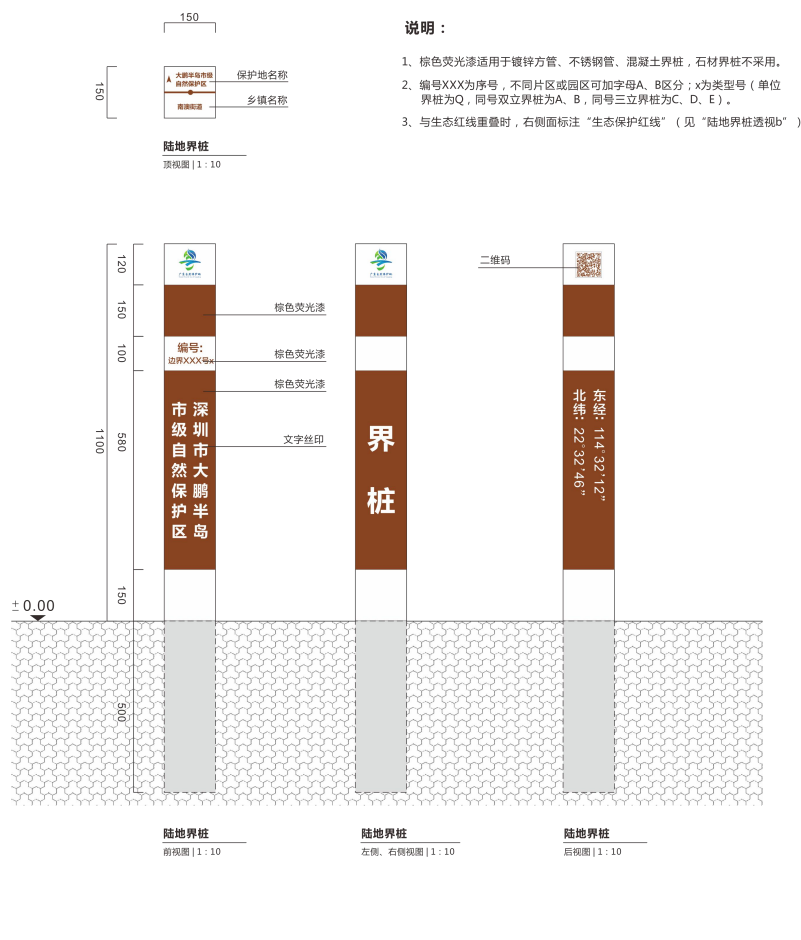 150
150
大鹏半岛市级
自然保护区
南澳街道
保护地名称
乡镇名称
陆地界桩
顶视图 | 1：10
说明：
1、棕色荧光漆适用于镀锌方管、不锈钢管、混凝土界桩，石材界桩不采用。
2、编号XXX为序号，不同片区或园区可加字母A、B区分；x为类型号（单位
界桩为Q，同号双立界桩为A、B，同号三立界桩为C、D、E）。
3、与生态红线重叠时，右侧面标注“生态保护红线”（见“陆地界桩透视b”）
120
150
100
580
1100
150
500
±0.00
编号:
边界XXX号x
深圳市大鹏半岛
市级自然保护区
棕色荧光漆
棕色荧光漆
棕色荧光漆
文字丝印
界
桩
二维码
东经: 114°32'12"
北纬: 22°32'46"
陆地界桩
前视图 | 1：10
陆地界桩
左侧、右侧视图 | 1：10
陆地界桩
后视图 | 1：10